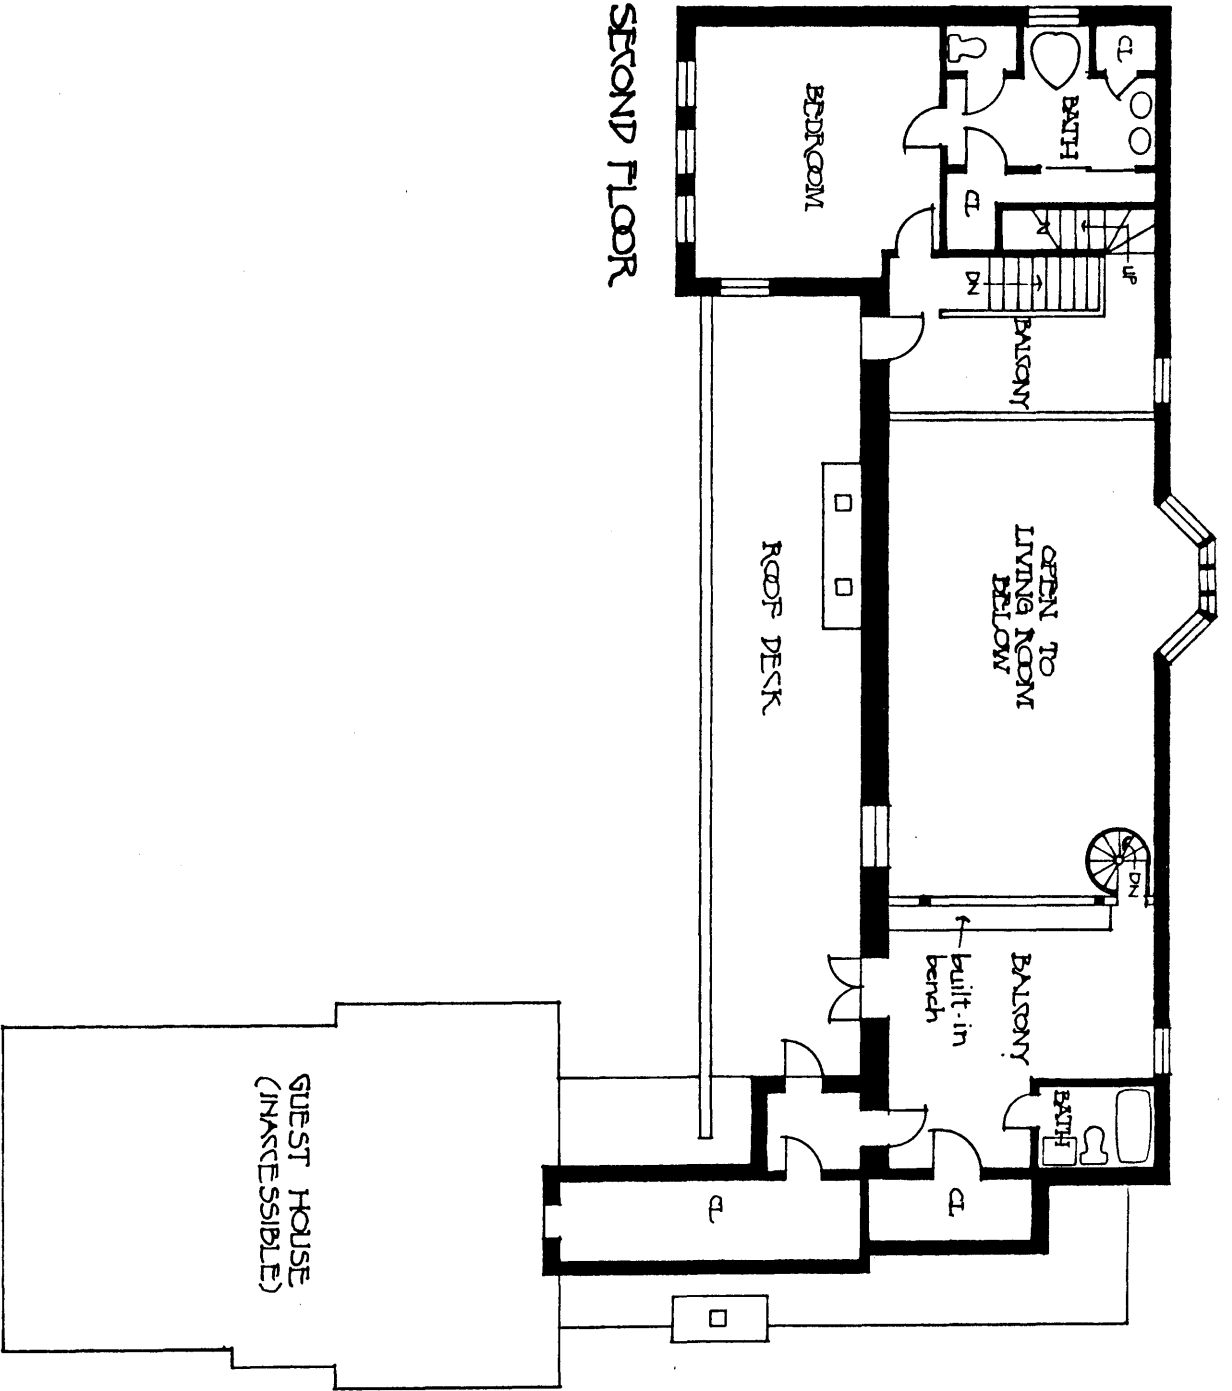 SECOND FLOOR
BEDROOM
BATH
CL
CL
N
UP
DN
BALCONY
OPEN TO
LIVING ROOM
BELOW
ROOF DECK
DN
built-in
bench
BALCONY
BATH
CL
CL
GUEST HOUSE
(INACCESSIBLE)